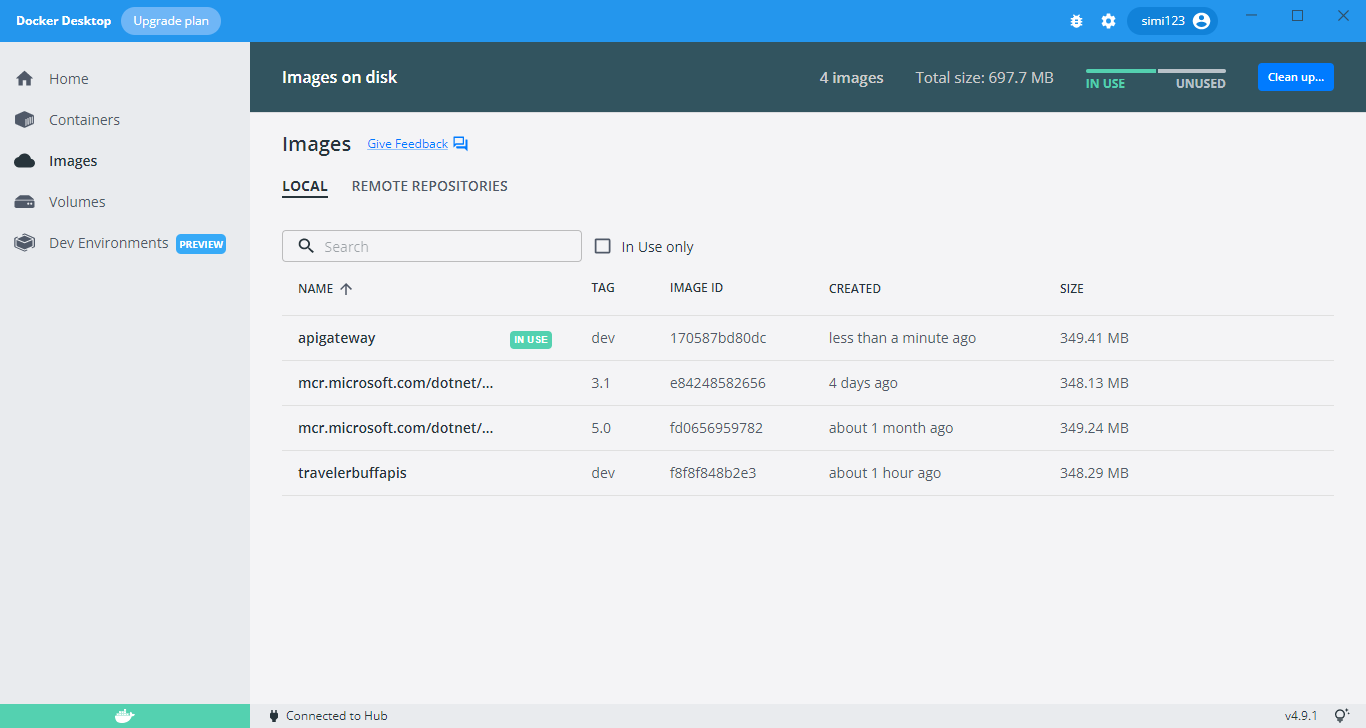 Docker Desktop Upgrade plan simi123
Home
Containers
Images
Volumes
Dev Environments PREVIEW
Images on disk 4 images Total size: 697.7 MB IN USE UNUSED Clean up...
Images Give Feedback
LOCAL REMOTE REPOSITORIES
Search In Use only
NAME TAG IMAGE ID CREATED SIZE
apigateway IN USE dev 170587bd80dc less than a minute ago 349.41 MB
mcr.microsoft.com/dotnet/... 3.1 e84248582656 4 days ago 348.13 MB
mcr.microsoft.com/dotnet/... 5.0 fd0656959782 about 1 month ago 349.24 MB
travelerbuffapis dev f8f8f848b2e3 about 1 hour ago 348.29 MB
Connected to Hub v4.9.1